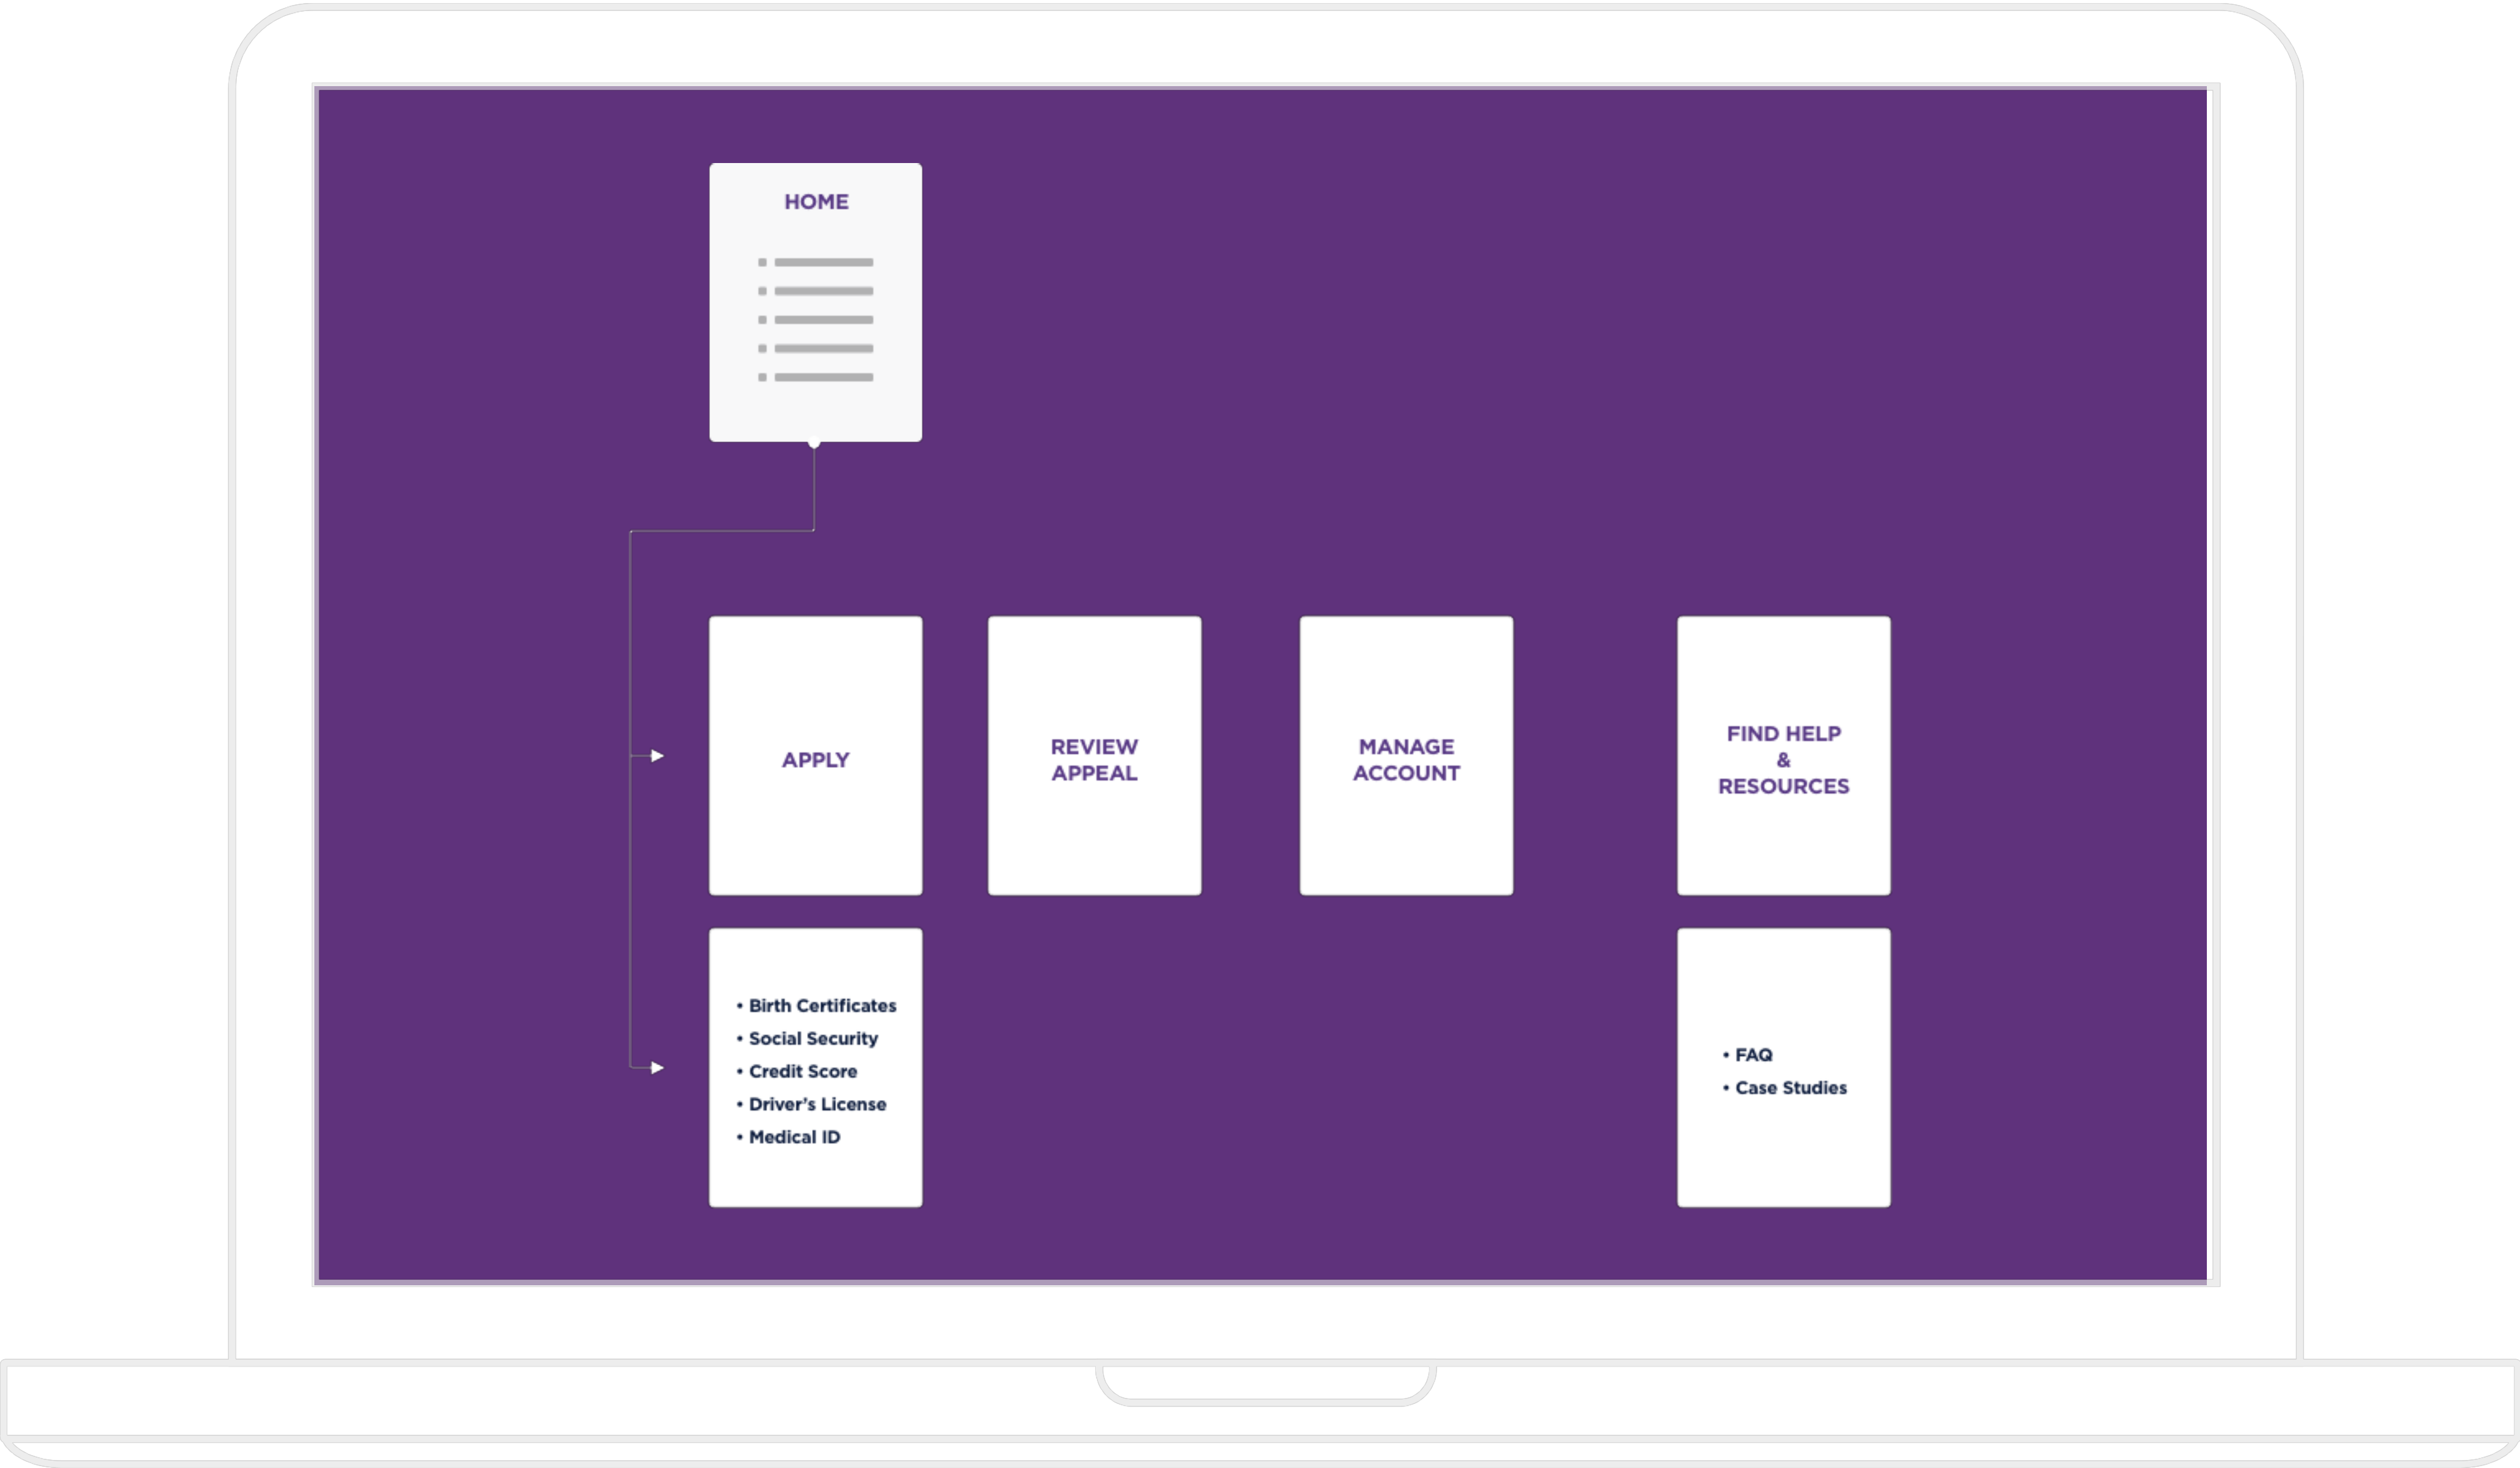 HOME
APPLY
REVIEW
APPEAL
MANAGE
ACCOUNT
FIND HELP
&
RESOURCES
• Birth Certificates
• Social Security
• Credit Score
• Driver’s License
• Medical ID
• FAQ
• Case Studies